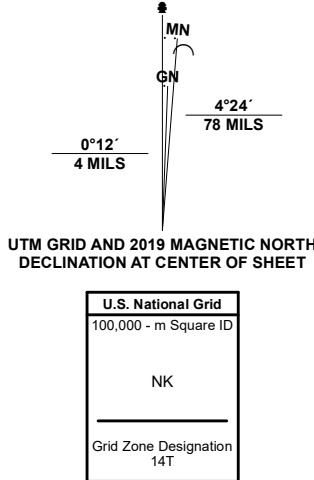 MN
GN
4°24´
78 MILS
0°12´
4 MILS
UTM GRID AND 2019 MAGNETIC NORTH
DECLINATION AT CENTER OF SHEET
U.S. National Grid
100,000 - m Square ID
NK
Grid Zone Designation
14T